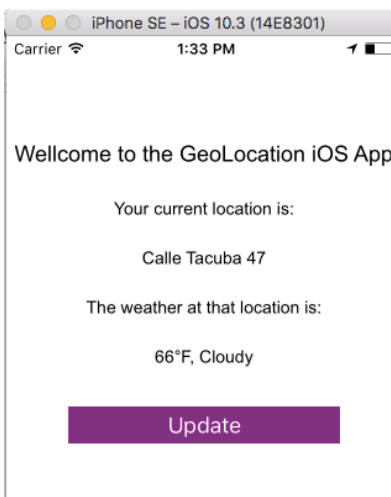 iPhone SE – iOS 10.3 (14E8301)
Carrier 1:33 PM
Wellcome to the GeoLocation iOS App
Your current location is:
Calle Tacuba 47
The weather at that location is:
66°F, Cloudy
Update